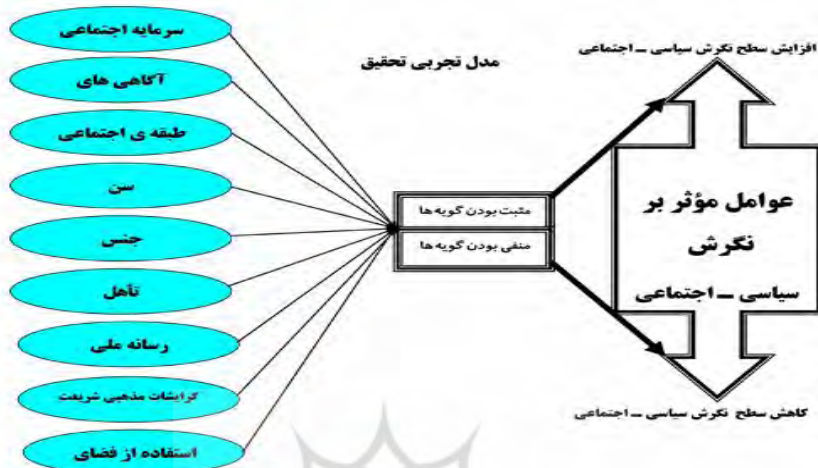 مدل تجربی تحقیق
افزایش سطح نگرش سیاسی – اجتماعی
عوامل مؤثر بر
نگرش
سیاسی – اجتماعی
کاهش سطح نگرش سیاسی – اجتماعی
مثبت بودن گویه ها
منفی بودن گویه ها
سرمایه اجتماعی
آگاهی های
طبقه ی اجتماعی
سن
جنس
تأهل
رسانه ملی
گرایشات مذهبی شریعت
استفاده از فضای